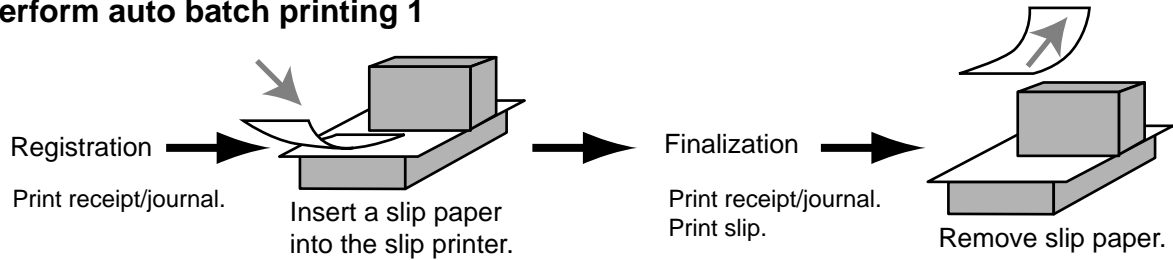 erform auto batch printing 1
Registration
Print receipt/journal.
Insert a slip paper
into the slip printer.
Finalization
Print receipt/journal.
Print slip.
Remove slip paper.